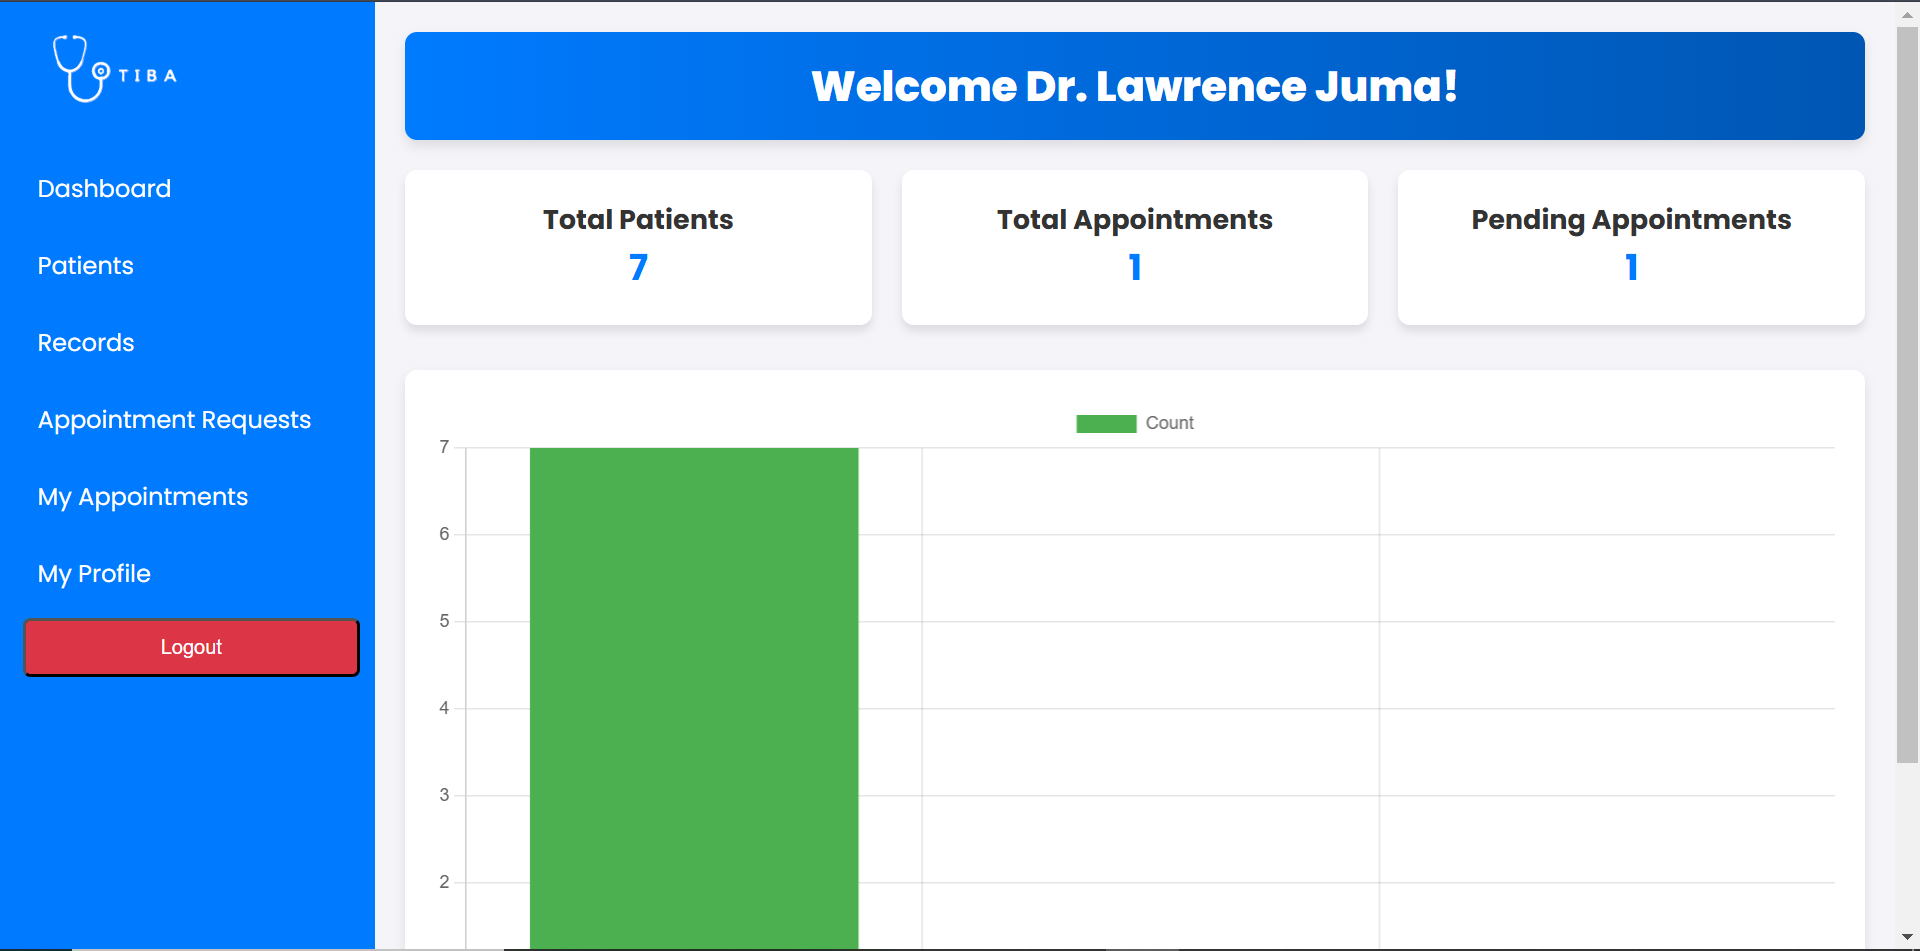 TIBA
Dashboard
Patients
Records
Appointment Requests
My Appointments
My Profile
Logout
Welcome Dr. Lawrence Juma!
Total Patients
7
Total Appointments
1
Pending Appointments
1
Count
7
6
5
4
3
2